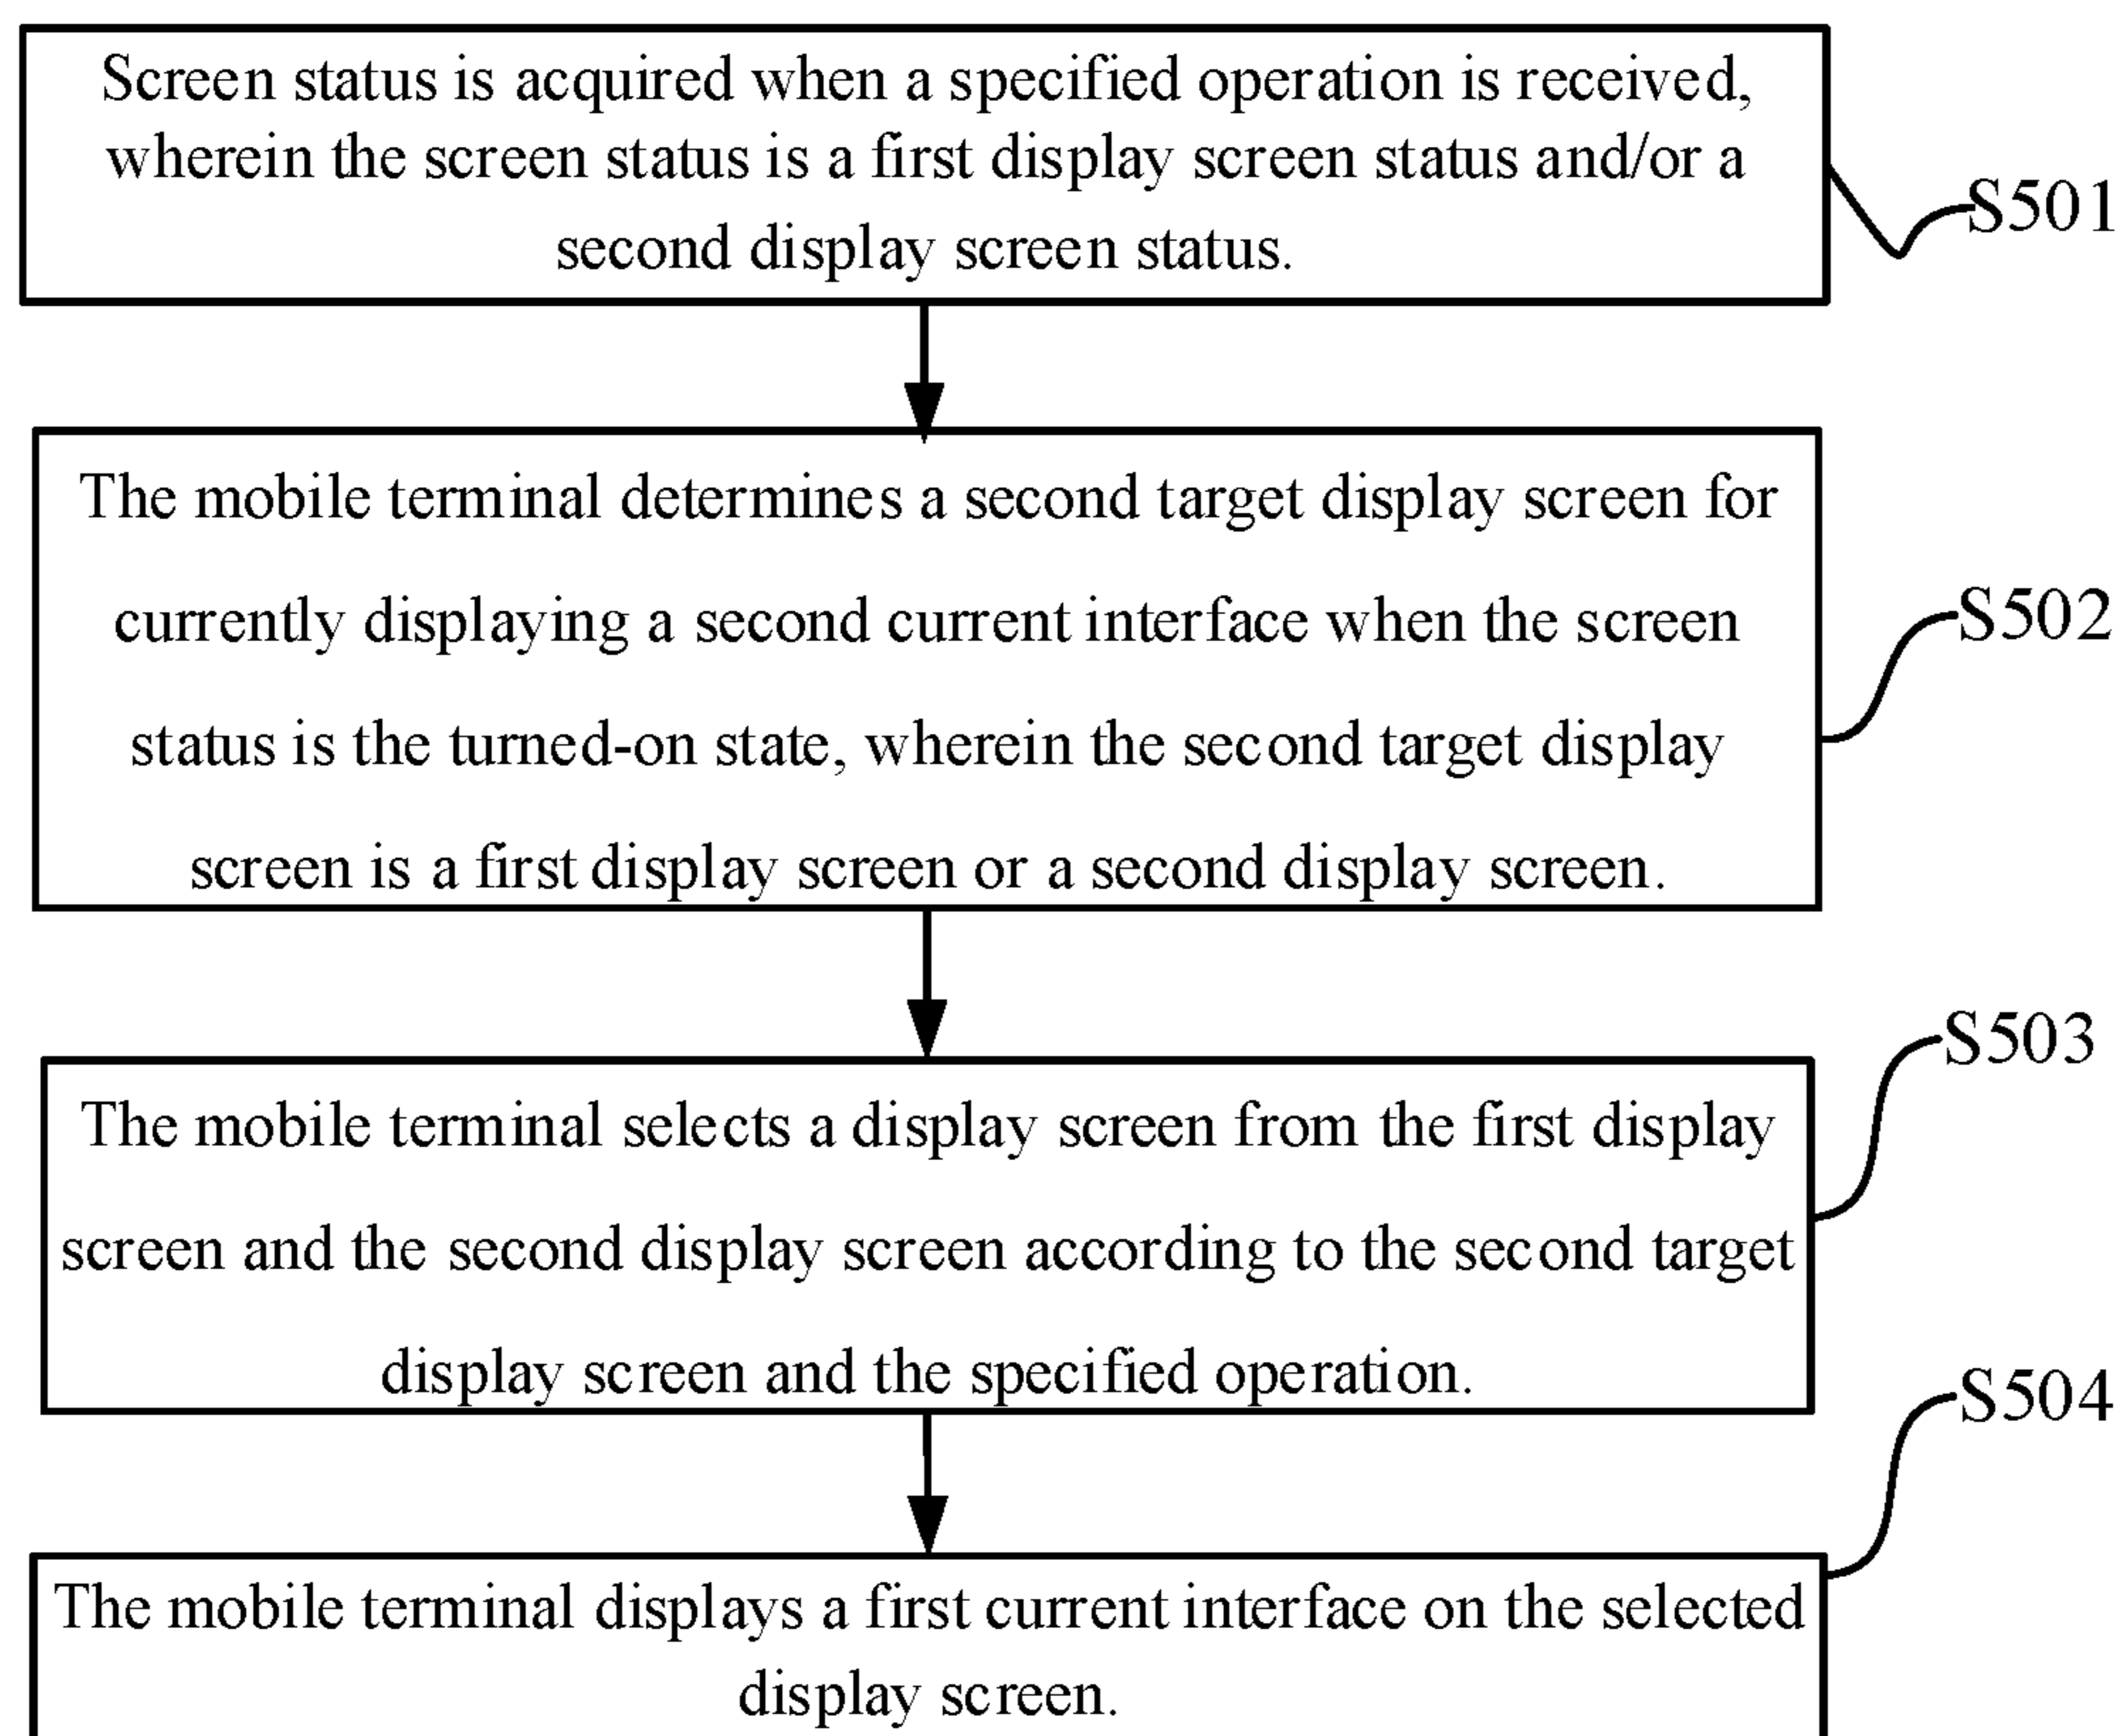 Screen status is acquired when a specified operation is received,
wherein the screen status is a first display screen status and/or a
second display screen status.
S501
The mobile terminal determines a second target display screen for
currently displaying a second current interface when the screen
status is the turned-on state, wherein the second target display
screen is a first display screen or a second display screen.
S502
The mobile terminal selects a display screen from the first display
screen and the second display screen according to the second target
display screen and the specified operation.
S503
The mobile terminal displays a first current interface on the selected
display screen.
S504